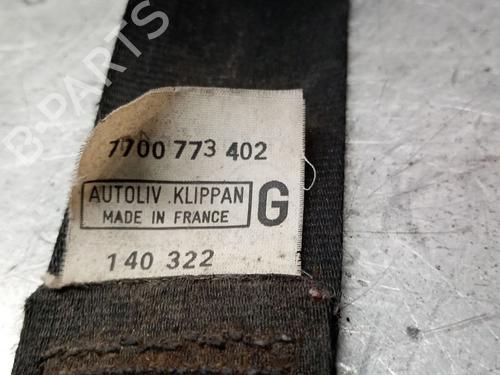 B-PARTS
7700 773 402
AUTOLIV .KLIPPAN
MADE IN FRANCE
G
140 322